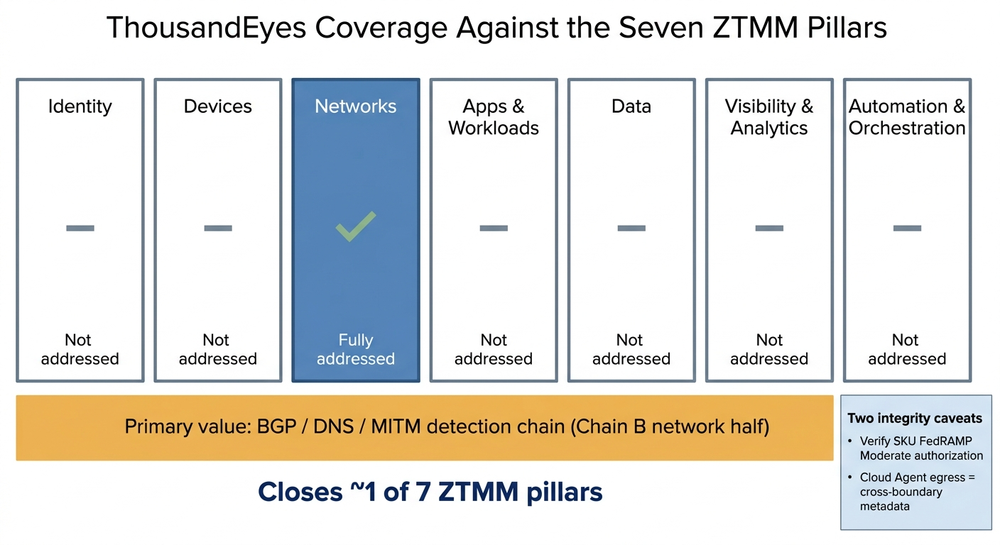 ThousandEyes Coverage Against the Seven ZTMM Pillars
Identity
Not
addressed
Devices
Not
addressed
Networks
Fully
addressed
Apps &
Workloads
Not
addressed
Data
Not
addressed
Visibility &
Analytics
Not
addressed
Automation &
Orchestration
Not
addressed
Primary value: BGP / DNS / MITM detection chain (Chain B network half)
Closes ~1 of 7 ZTMM pillars
Two integrity caveats
• Verify SKU FedRAMP
Moderate authorization
• Cloud Agent egress =
cross-boundary
metadata